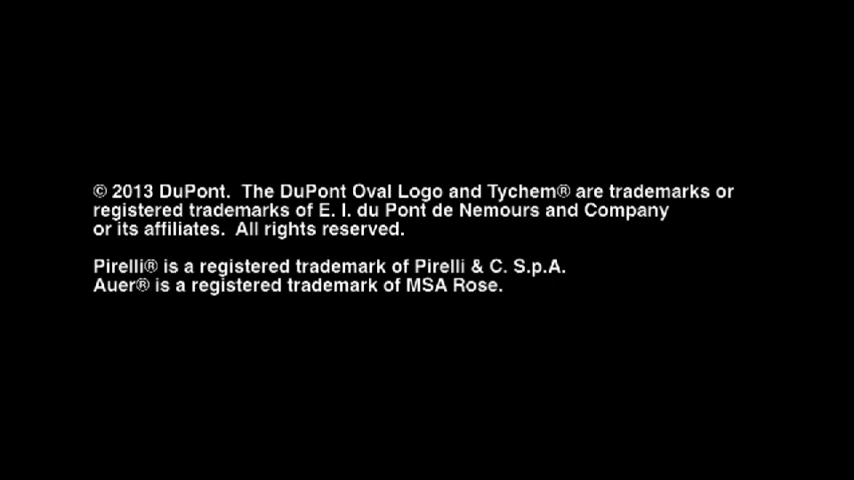 © 2013 DuPont.  The DuPont Oval Logo and Tychem® are trademarks or
registered trademarks of E. I. du Pont de Nemours and Company
or its affiliates.  All rights reserved.
Pirelli® is a registered trademark of Pirelli & C. S.p.A.
Auer® is a registered trademark of MSA Rose.